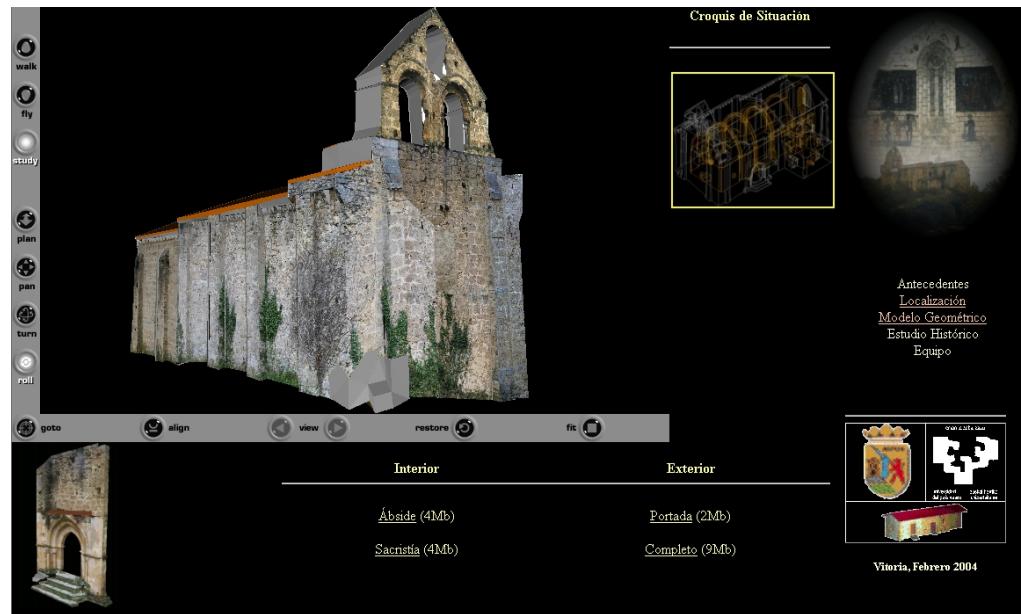 walk
fly
study
plan
pan
turn
roll
goto
align
view
restore
fit
Croquis de Situación
Antecedentes
Localización
Modelo Geométrico
Estudio Histórico
Equipo
Interior
Exterior
Ábside (4Mb)
Portada (2Mb)
Sacristía (4Mb)
Completo (9Mb)
Vitoria, Febrero 2004